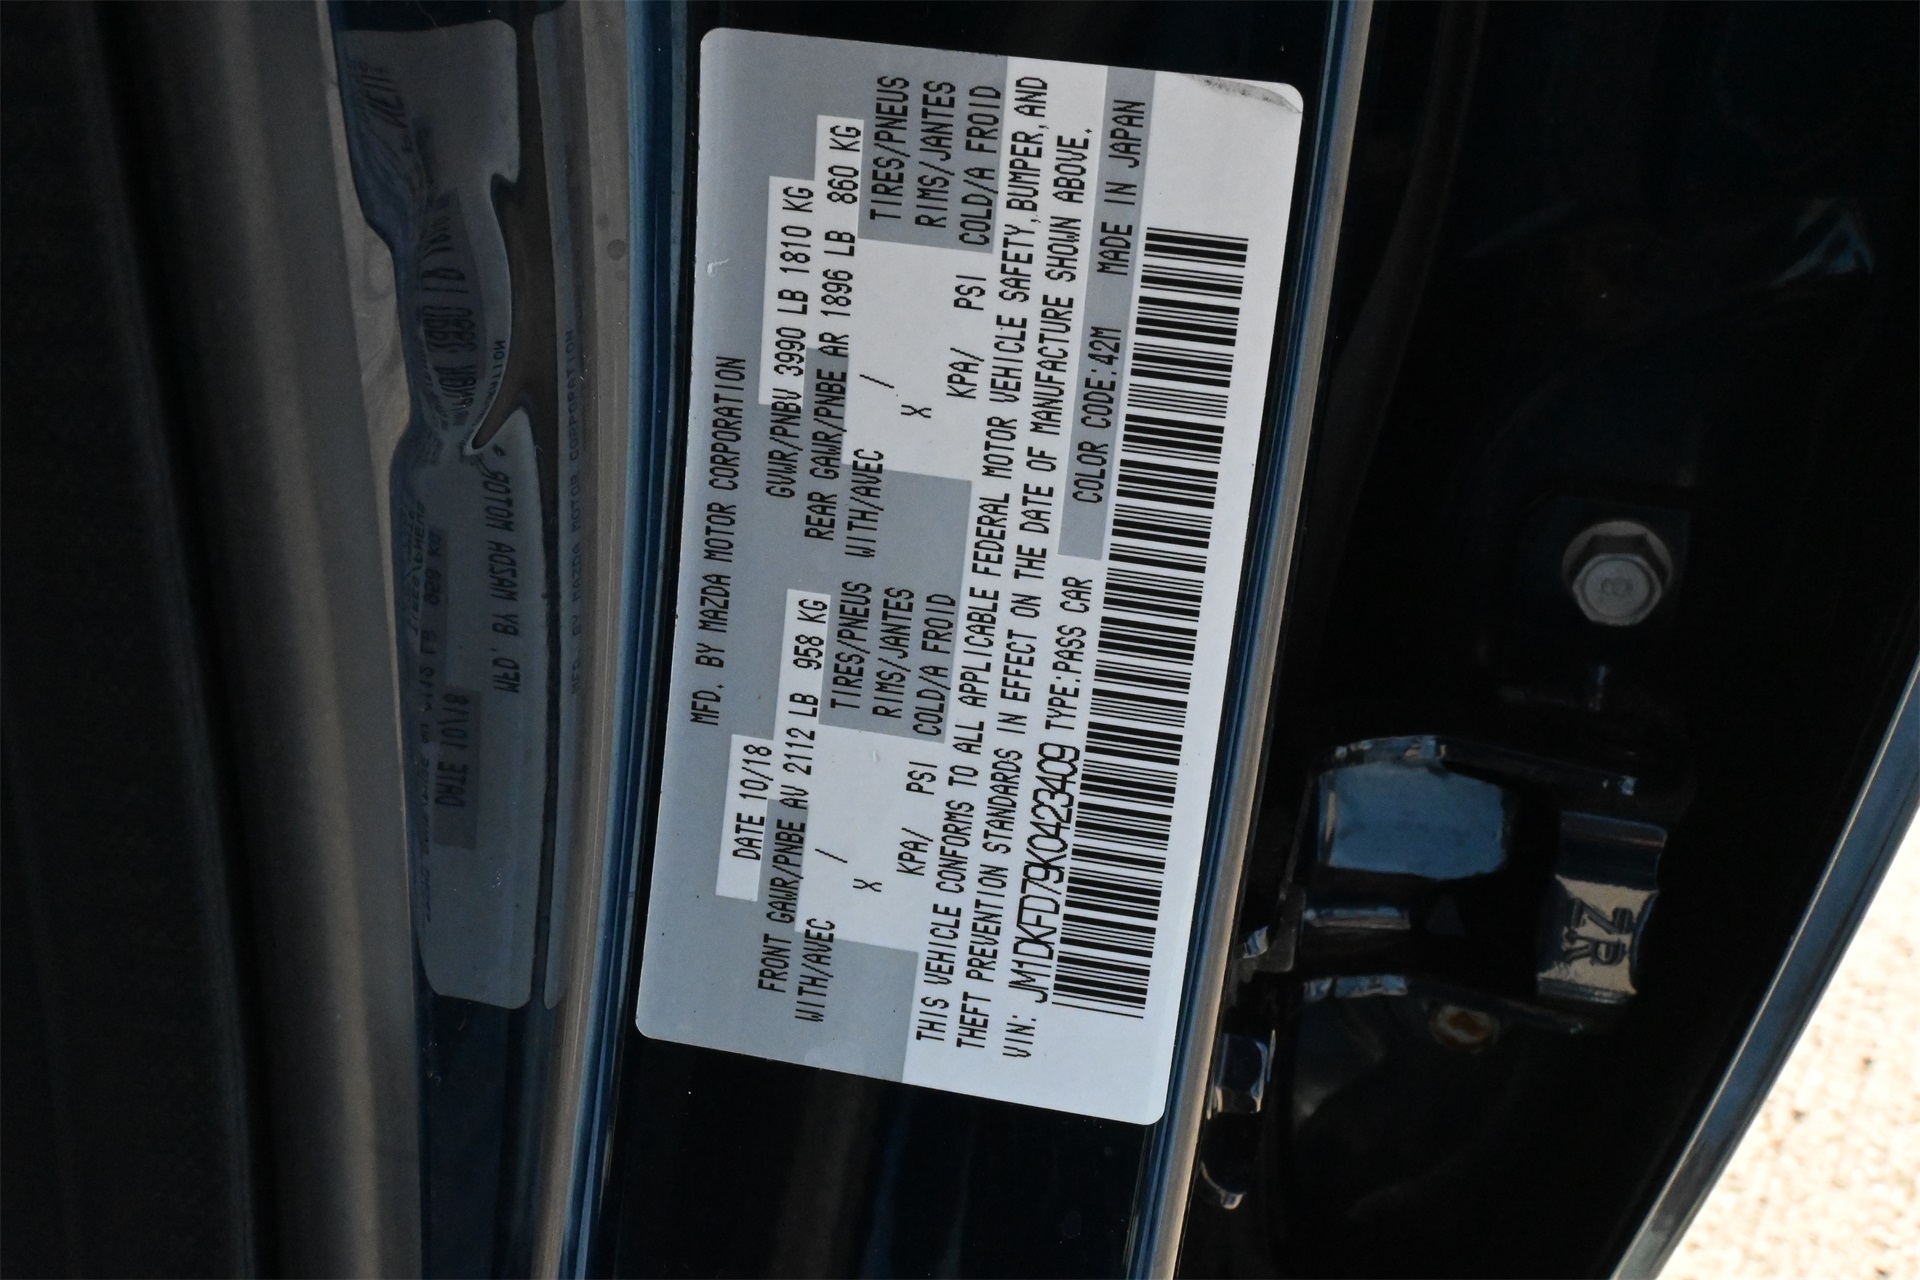 MFD. BY MAZDA MOTOR CORPORATION
DATE 10/18 GVWR/PNBV 3990 LB 1810 KG
FRONT GAWR/PNBE AV 2112 LB 958 KG REAR GAWR/PNBE AR 1896 LB 860 KG
WITH/AVEC / TIRES/PNEUS WITH/AVEC / TIRES/PNEUS
X RIMS/JANTES X RIMS/JANTES
KPA/ PSI COLD/A FROID KPA/ PSI COLD/A FROID
THIS VEHICLE CONFORMS TO ALL APPLICABLE FEDERAL MOTOR VEHICLE SAFETY,BUMPER,AND
THEFT PREVENTION STANDARDS IN EFFECT ON THE DATE OF MANUFACTURE SHOWN ABOVE.
VIN: JM1DKFD79K0423409 TYPE:PASS CAR COLOR CODE:42M MADE IN JAPAN
ZR
8